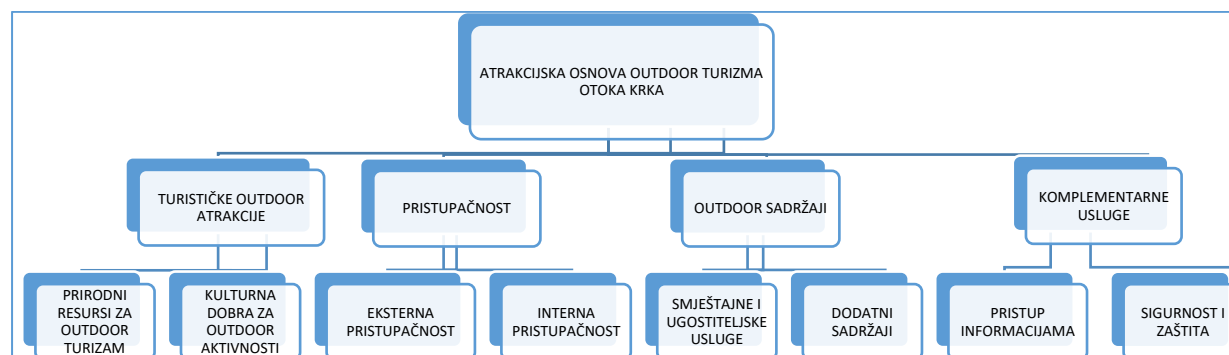 ATRAKCIJSKA OSNOVA OUTDOOR TURIZMA
OTOKA KRKA
TURISTIČKE OUTDOOR
ATRAKCIJE
PRISTUPAČNOST
OUTDOOR SADRŽAJI
KOMPLEMENTARNE
USLUGE
PRIRODNI
RESURSI ZA
OUTDOOR
TURIZAM
KULTURNA
DOBRA ZA
OUTDOOR
AKTIVNOSTI
EKSTERNA
PRISTUPAČNOST
INTERNA
PRISTUPAČNOST
SMJEŠTAJNE I
UGOSTITELJSKE
USLUGE
DODATNI
SADRŽAJI
PRISTUP
INFORMACIJAMA
SIGURNOST I
ZAŠTITA